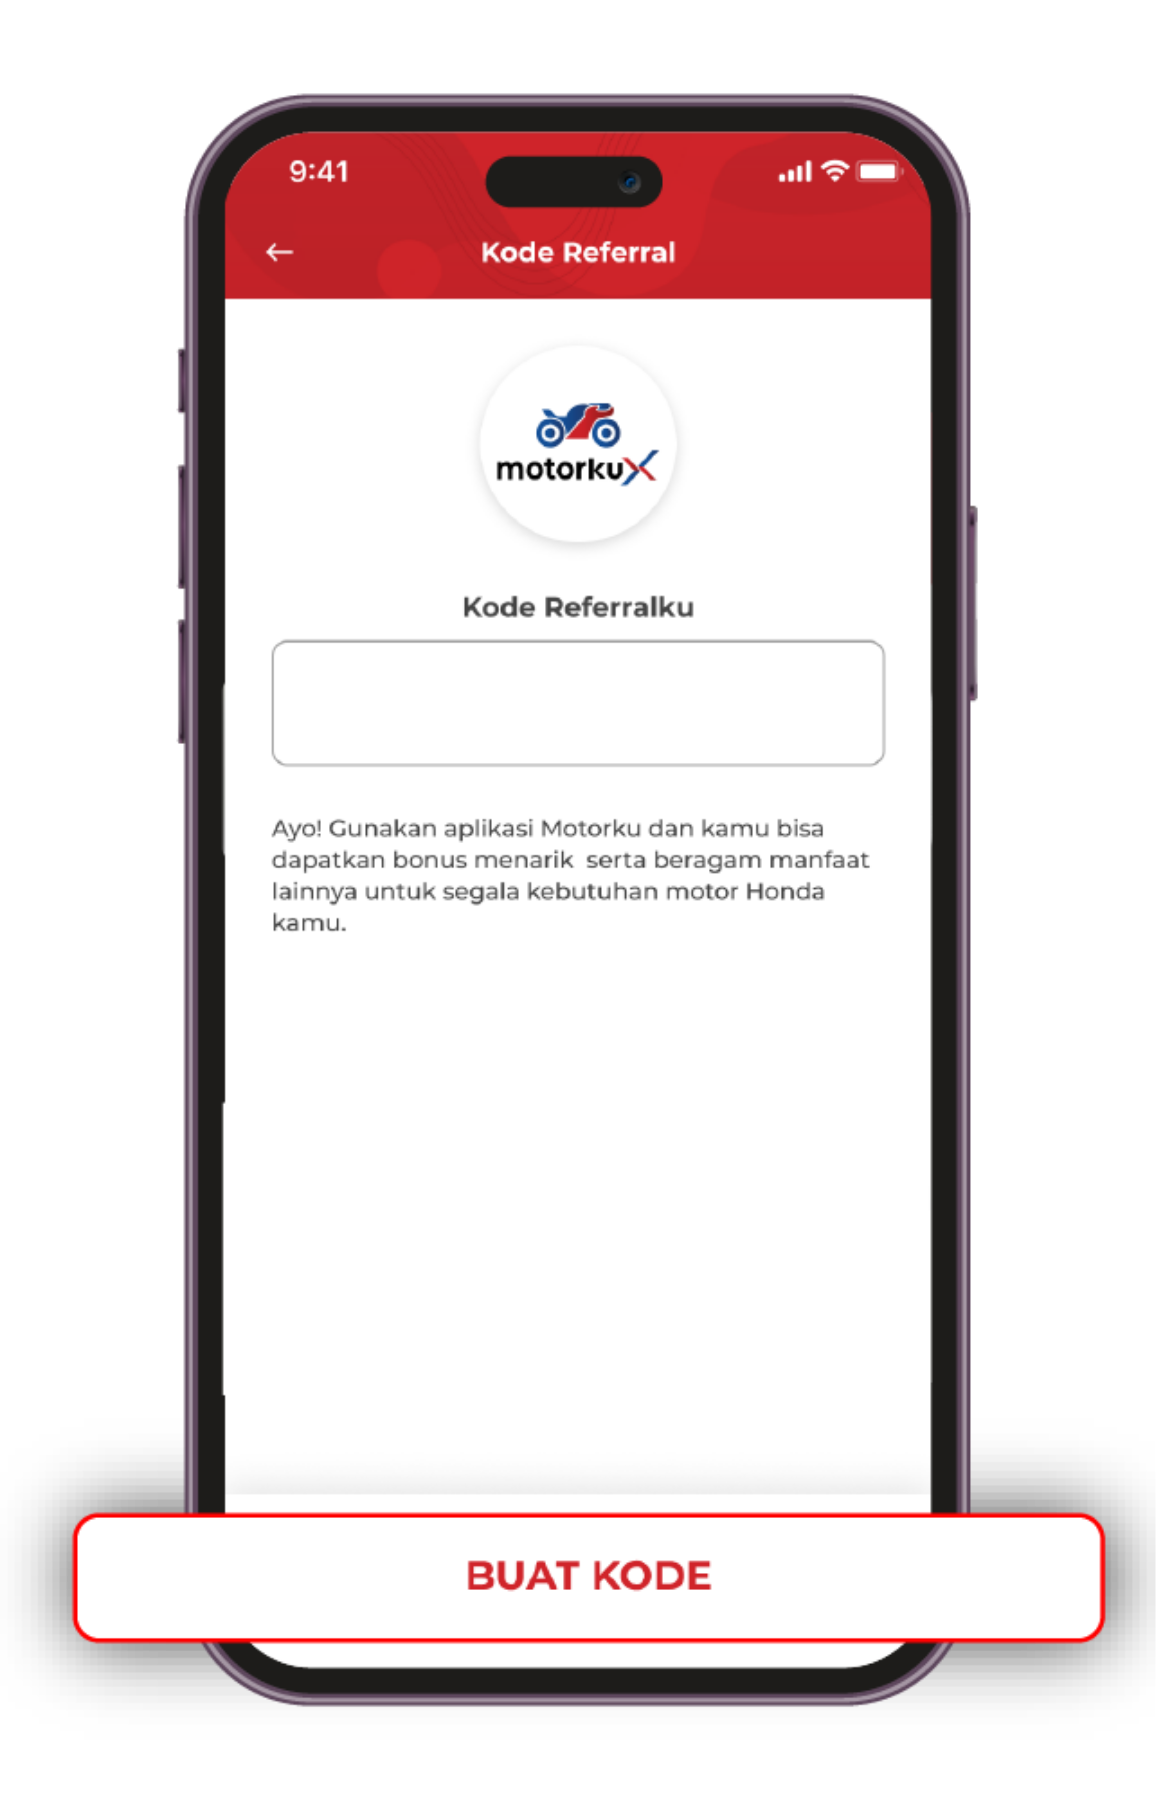 9:41
Kode Referral
motorkuX
Kode Referralku
Ayo! Gunakan aplikasi Motorku dan kamu bisa
dapatkan bonus menarik serta beragam manfaat
lainnya untuk segala kebutuhan motor Honda
kamu.
BUAT KODE